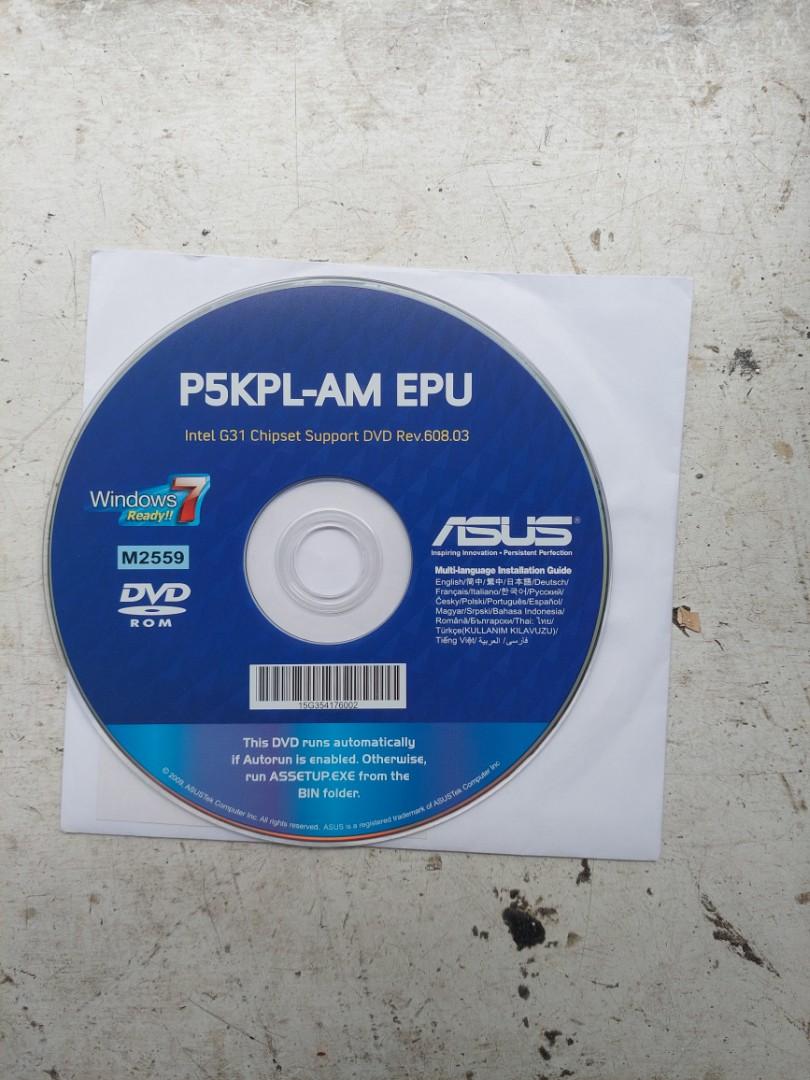 P5KPL-AM EPU
Intel G31 Chipset Support DVD Rev.608.03
Windows 7
Ready!!
M2559
DVD
ROM
ASUS®
Inspiring Innovation • Persistent Perfection
Multi-language Installation Guide
English/简中/繁中/日本語/Deutsch/
Français/Italiano/한국어/Русский/
Česky/Polski/Português/Español/
Magyar/Srpski/Bahasa Indonesia/
Română/Български/Thai: ไทย/
Türkçe(KULLANIM KILAVUZU)/
Tiếng Việt/ العربية/ فارسی
15G354176002
This DVD runs automatically
if Autorun is enabled. Otherwise,
run ASSETUP.EXE from the
BIN folder.
© 2009, ASUSTek Computer Inc. All rights reserved. ASUS is a registered trademark of ASUSTek Computer Inc